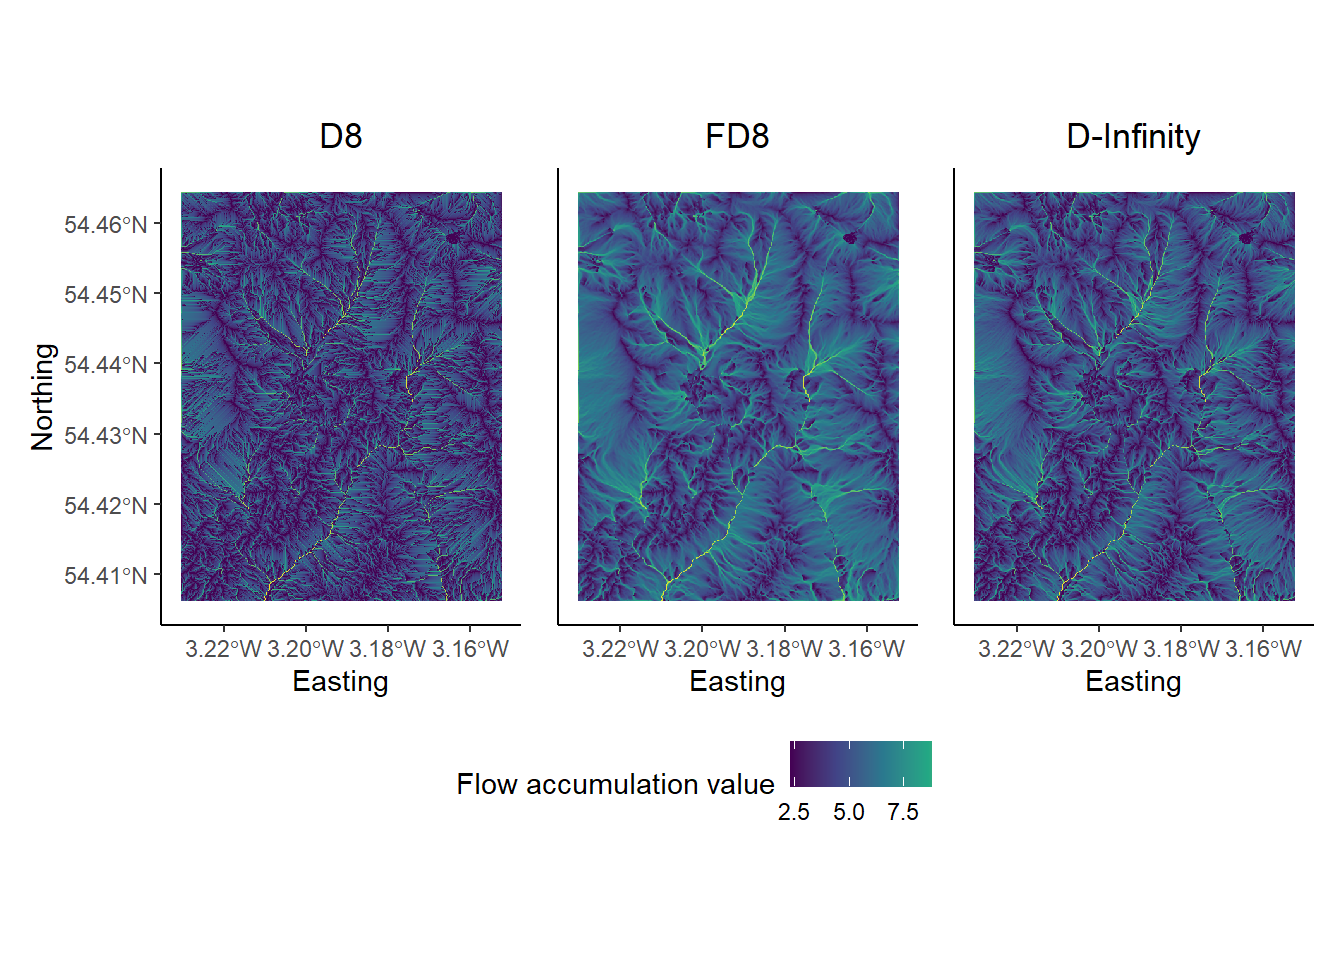 D8 FD8 D-Infinity
54.46°N
54.45°N
54.44°N
54.43°N
54.42°N
54.41°N
Northing
3.22°W 3.20°W 3.18°W 3.16°W 3.22°W 3.20°W 3.18°W 3.16°W 3.22°W 3.20°W 3.18°W 3.16°W
Easting Easting Easting
Flow accumulation value
2.5 5.0 7.5